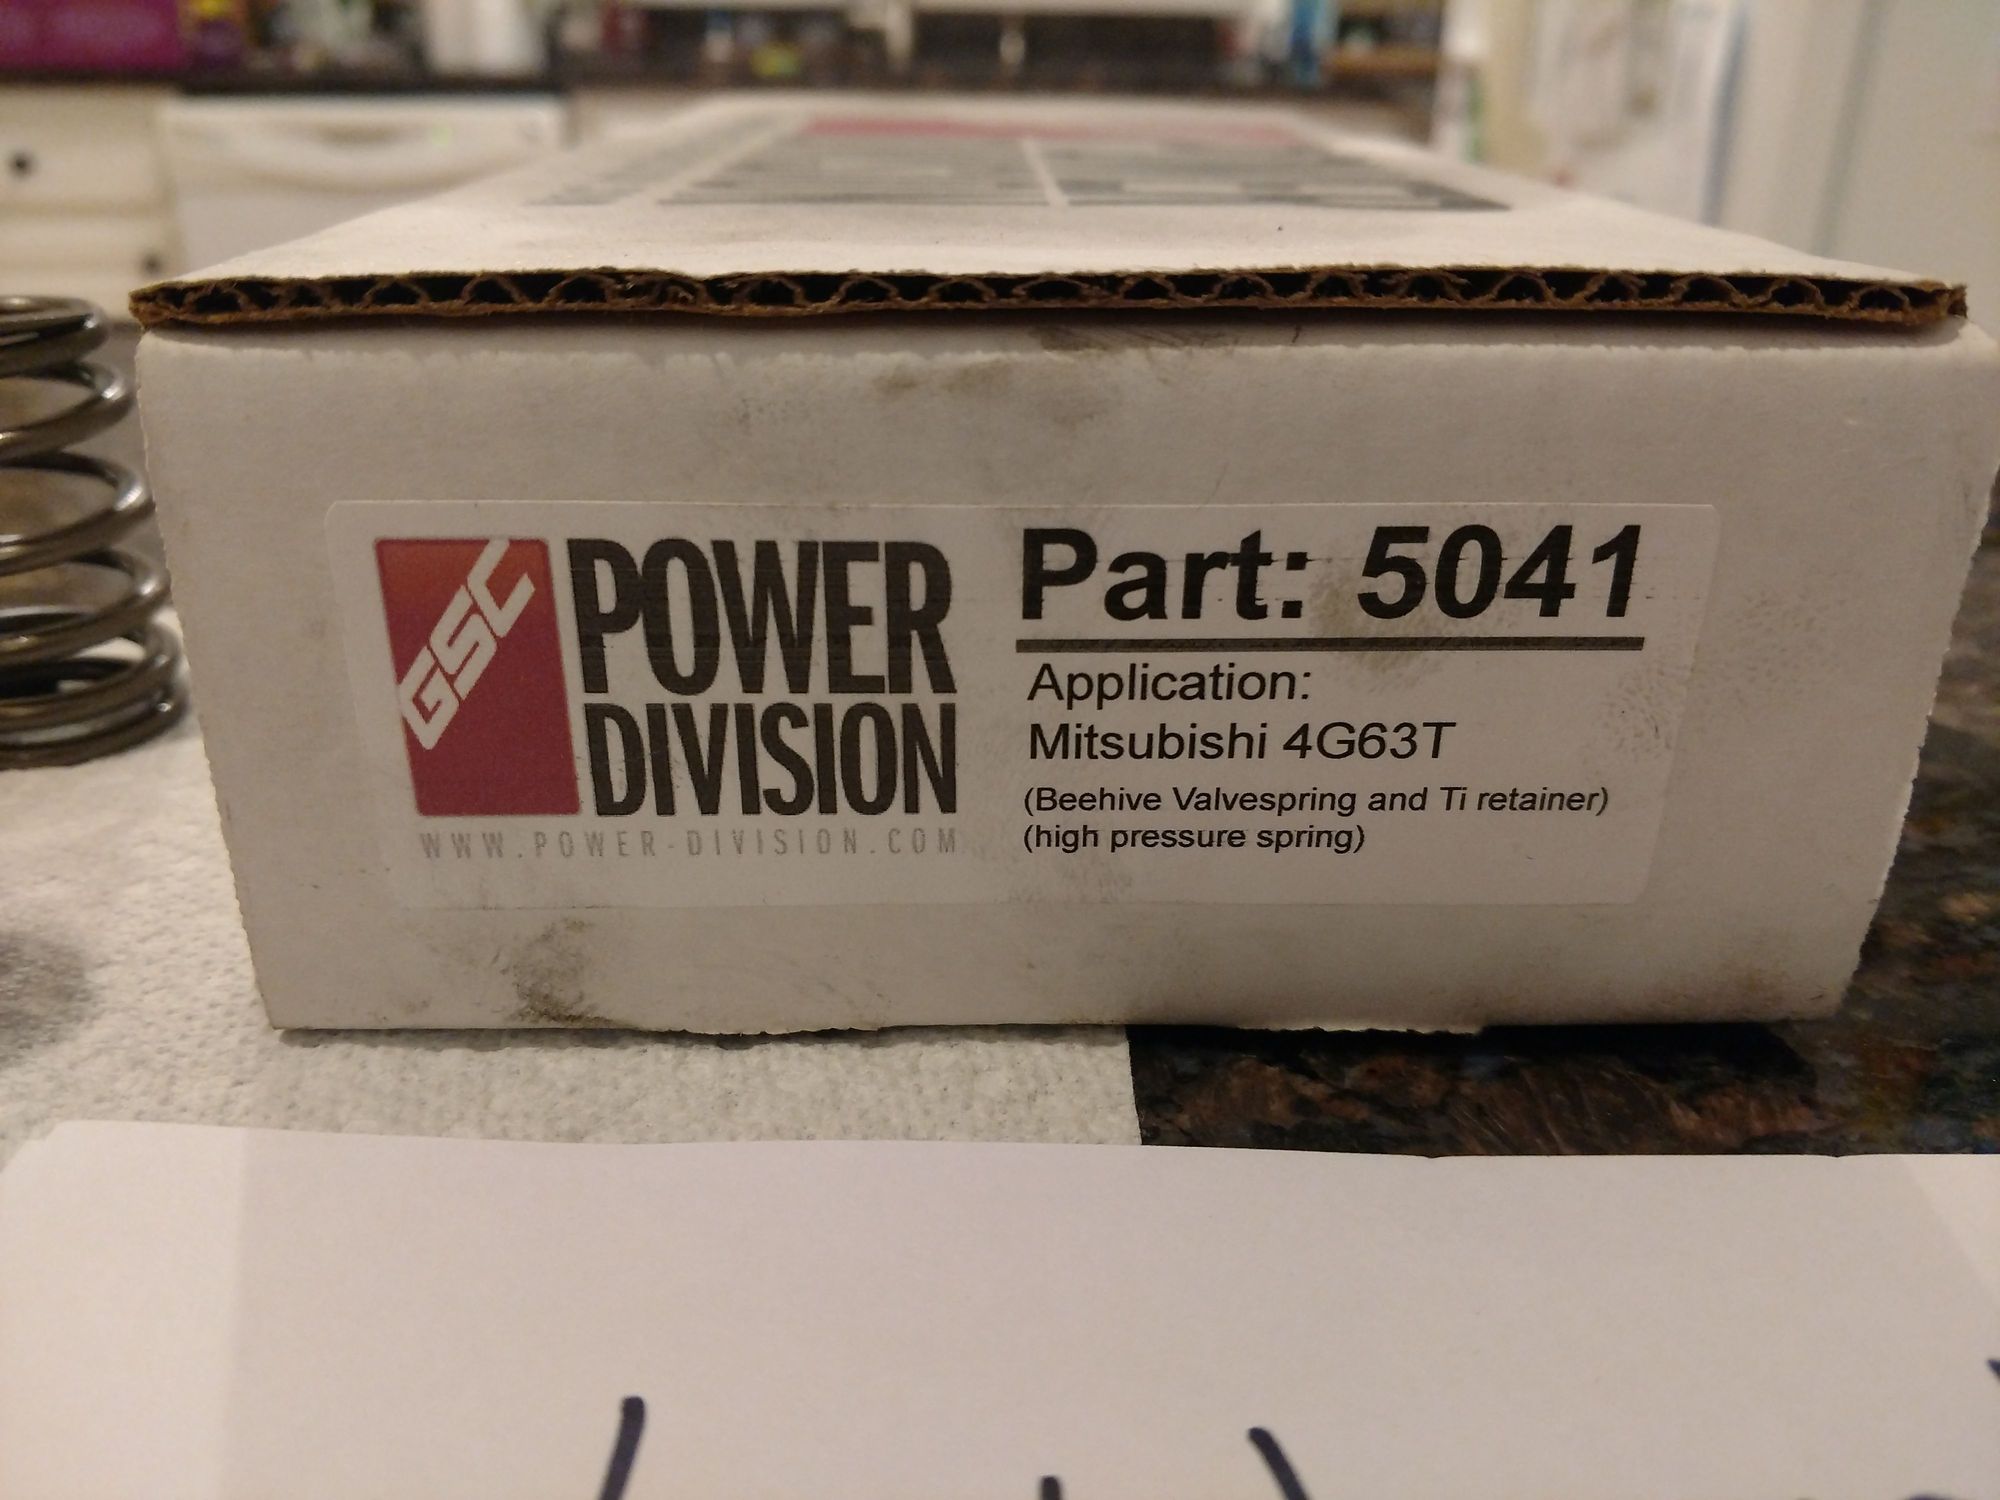 GSC
POWER
DIVISION
WWW.POWER-DIVISION.COM
Part: 5041
Application:
Mitsubishi 4G63T
(Beehive Valvespring and Ti retainer)
(high pressure spring)